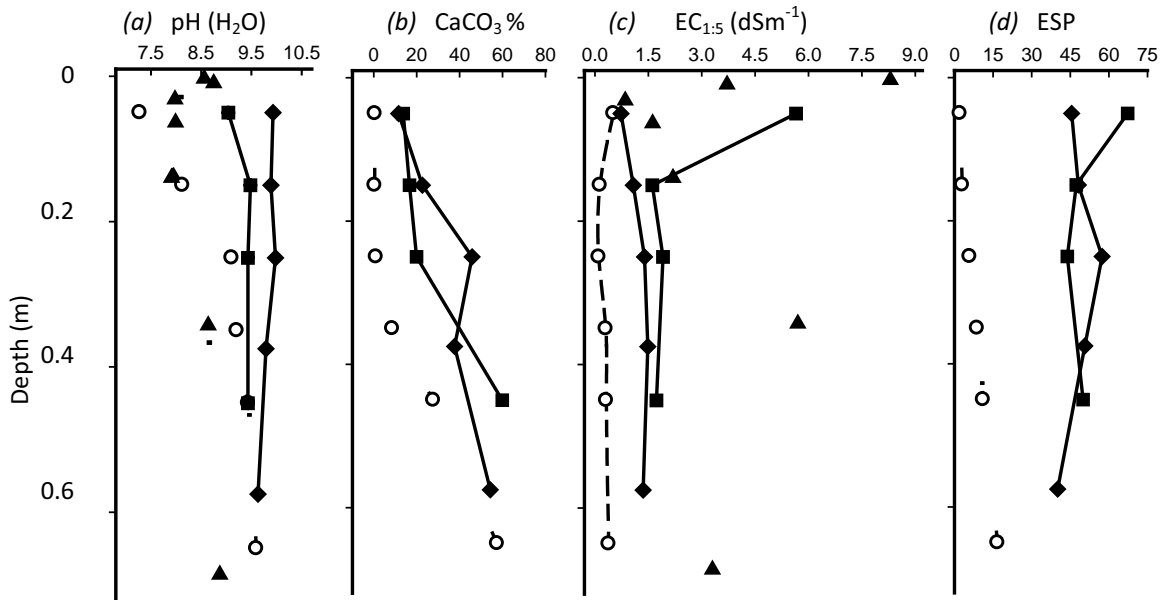 (a) pH (H₂O) (b) CaCO₃ % (c) EC₁:₅ (dSm⁻¹) (d) ESP
7.5 8.5 9.5 10.5 0 20 40 60 80 0.0 1.5 3.0 4.5 6.0 7.5 9.0 0 15 30 45 60 75
0
0.2
0.4
0.6
Depth (m)